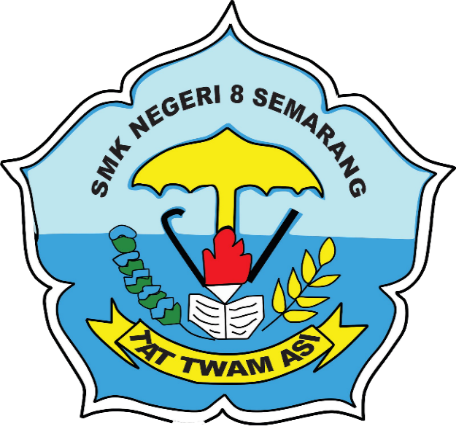 SMK NEGERI 8 SEMARANG
TAT TWAM ASI